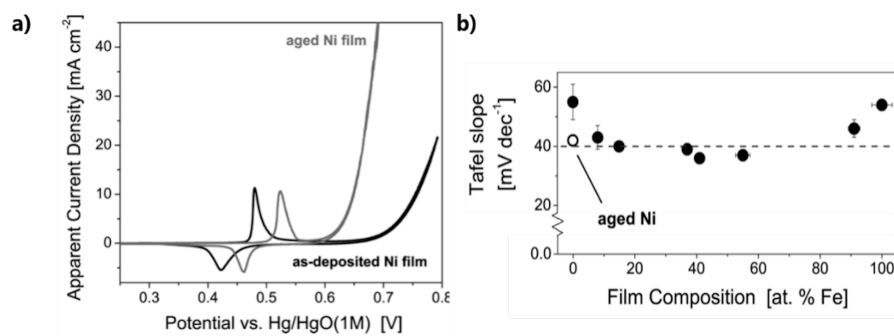 a)
aged Ni film
as-deposited Ni film
Apparent Current Density [mA cm⁻²]
40
30
20
10
0
0.3
0.4
0.5
0.6
0.7
0.8
Potential vs. Hg/HgO(1M) [V]
b)
Tafel slope
[mV dec⁻¹]
60
40
20
0.0
aged Ni
0
20
40
60
80
100
Film Composition [at. % Fe]